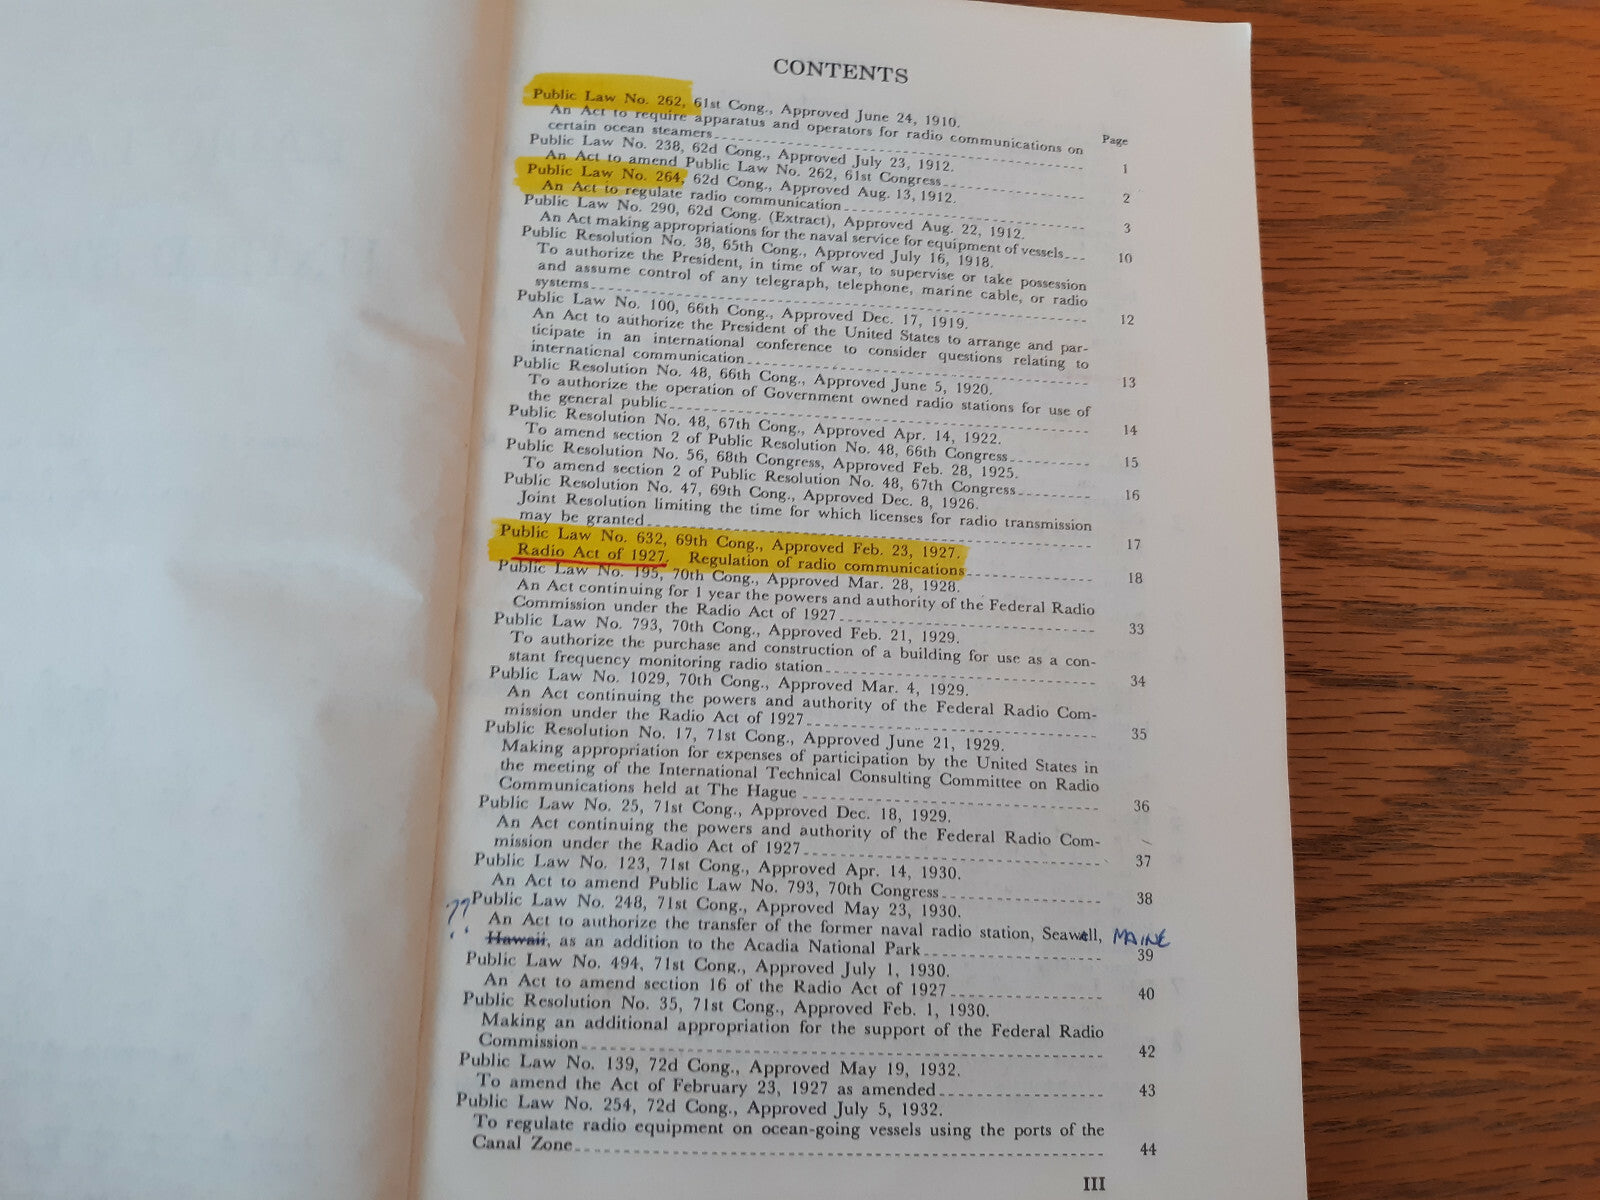 CONTENTS
Public Law No. 262, 61st Cong., Approved June 24, 1910.
Page
An Act to require apparatus and operators for radio communications on
certain ocean steamers 1
Public Law No. 238, 62d Cong., Approved July 23, 1912.
An Act to amend Public Law No. 262, 61st Congress 2
Public Law No. 264, 62d Cong., Approved Aug. 13, 1912.
An Act to regulate radio communication 3
Public Law No. 290, 62d Cong. (Extract), Approved Aug. 22, 1912.
An Act making appropriations for the naval service for equipment of vessels 10
Public Resolution No. 38, 65th Cong., Approved July 16, 1918.
To authorize the President, in time of war, to supervise or take possession
and assume control of any telegraph, telephone, marine cable, or radio
systems 12
Public Law No. 100, 66th Cong., Approved Dec. 17, 1919.
An Act to authorize the President of the United States to arrange and par-
ticipate in an international conference to consider questions relating to
international communication 13
Public Resolution No. 48, 66th Cong., Approved June 5, 1920.
To authorize the operation of Government owned radio stations for use of
the general public 14
Public Resolution No. 48, 67th Cong., Approved Apr. 14, 1922.
To amend section 2 of Public Resolution No. 48, 66th Congress 15
Public Resolution No. 56, 68th Congress, Approved Feb. 28, 1925.
To amend section 2 of Public Resolution No. 48, 67th Congress 16
Public Resolution No. 47, 69th Cong., Approved Dec. 8, 1926.
Joint Resolution limiting the time for which licenses for radio transmission
may be granted 17
Public Law No. 632, 69th Cong., Approved Feb. 23, 1927.
Radio Act of 1927. Regulation of radio communications 18
Public Law No. 195, 70th Cong., Approved Mar. 28, 1928.
An Act continuing for 1 year the powers and authority of the Federal Radio
Commission under the Radio Act of 1927 33
Public Law No. 793, 70th Cong., Approved Feb. 21, 1929.
To authorize the purchase and construction of a building for use as a con-
stant frequency monitoring radio station 34
Public Law No. 1029, 70th Cong., Approved Mar. 4, 1929.
An Act continuing the powers and authority of the Federal Radio Com-
mission under the Radio Act of 1927 35
Public Resolution No. 17, 71st Cong., Approved June 21, 1929.
Making appropriation for expenses of participation by the United States in
the meeting of the International Technical Consulting Committee on Radio
Communications held at The Hague 36
Public Law No. 25, 71st Cong., Approved Dec. 18, 1929.
An Act continuing the powers and authority of the Federal Radio Com-
mission under the Radio Act of 1927 37
Public Law No. 123, 71st Cong., Approved Apr. 14, 1930.
An Act to amend Public Law No. 793, 70th Congress 38
?? Public Law No. 248, 71st Cong., Approved May 23, 1930.
An Act to authorize the transfer of the former naval radio station, Seawall, MAINE
Hawaii, as an addition to the Acadia National Park 39
Public Law No. 494, 71st Cong., Approved July 1, 1930.
An Act to amend section 16 of the Radio Act of 1927 40
Public Resolution No. 35, 71st Cong., Approved Feb. 1, 1930.
Making an additional appropriation for the support of the Federal Radio
Commission 42
Public Law No. 139, 72d Cong., Approved May 19, 1932.
To amend the Act of February 23, 1927 as amended 43
Public Law No. 254, 72d Cong., Approved July 5, 1932.
To regulate radio equipment on ocean-going vessels using the ports of the
Canal Zone 44
III